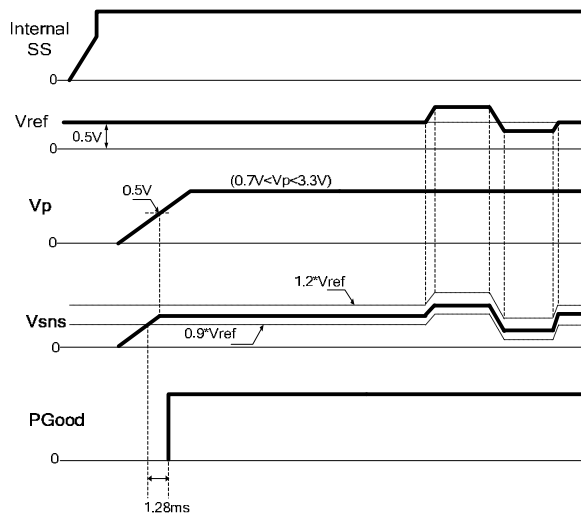 Internal
SS
0
Vref
0.5V
0
0.5V
(0.7V<Vp<3.3V)
Vp
0
1.2*Vref
Vsns
0.9*Vref
0
PGood
0
1.28ms